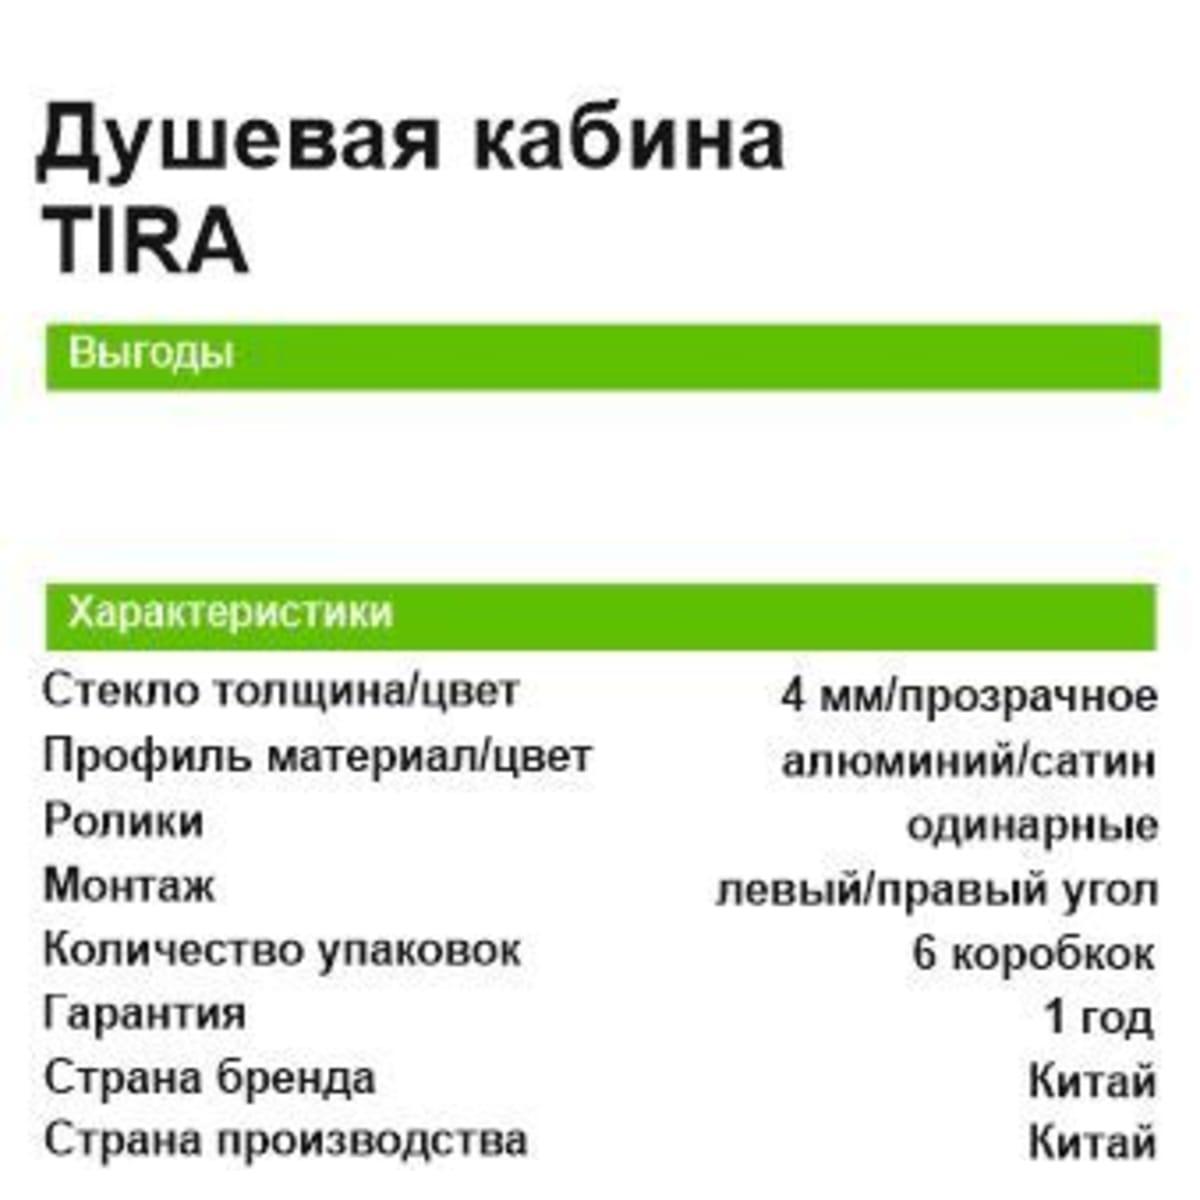 Душевая кабина
TIRA
Выгоды
Характеристики
Стекло толщина/цвет 4 мм/прозрачное
Профиль материал/цвет алюминий/сатин
Ролики одинарные
Монтаж левый/правый угол
Количество упаковок 6 коробкок
Гарантия 1 год
Страна бренда Китай
Страна производства Китай